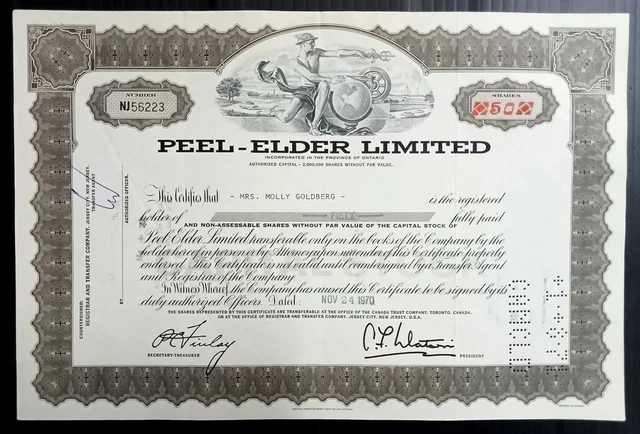 NUMBER
NJ56223
SHARES
50
PEEL-ELDER LIMITED
INCORPORATED IN THE PROVINCE OF ONTARIO
AUTHORIZED CAPITAL - 2,000,000 SHARES WITHOUT PAR VALUE.
This Certifies that - MRS. MOLLY GOLDBERG - is the registered
holder of FIFTY fully paid
AND NON-ASSESSABLE SHARES WITHOUT PAR VALUE OF THE CAPITAL STOCK OF
Peel-Elder Limited transferable only on the books of the Company by the
holder hereof in person or by Attorney upon surrender of this Certificate properly
endorsed. This Certificate is not valid until countersigned by a Transfer Agent
and Registrar of the Company.
In Witness Whereof the Company has caused this Certificate to be signed by its
duly authorized Officers. Dated: NOV 24 1970
THE SHARES REPRESENTED BY THIS CERTIFICATE ARE TRANSFERABLE AT THE OFFICE OF THE CANADA TRUST COMPANY, TORONTO, CANADA.
OR AT THE OFFICE OF REGISTRAR AND TRANSFER COMPANY, JERSEY CITY, NEW JERSEY, U.S.A.
SECRETARY-TREASURER
PRESIDENT
COUNTERSIGNED:
REGISTRAR AND TRANSFER COMPANY, JERSEY CITY, NEW JERSEY,
TRANSFER AGENT
BY
AUTHORIZED OFFICER.